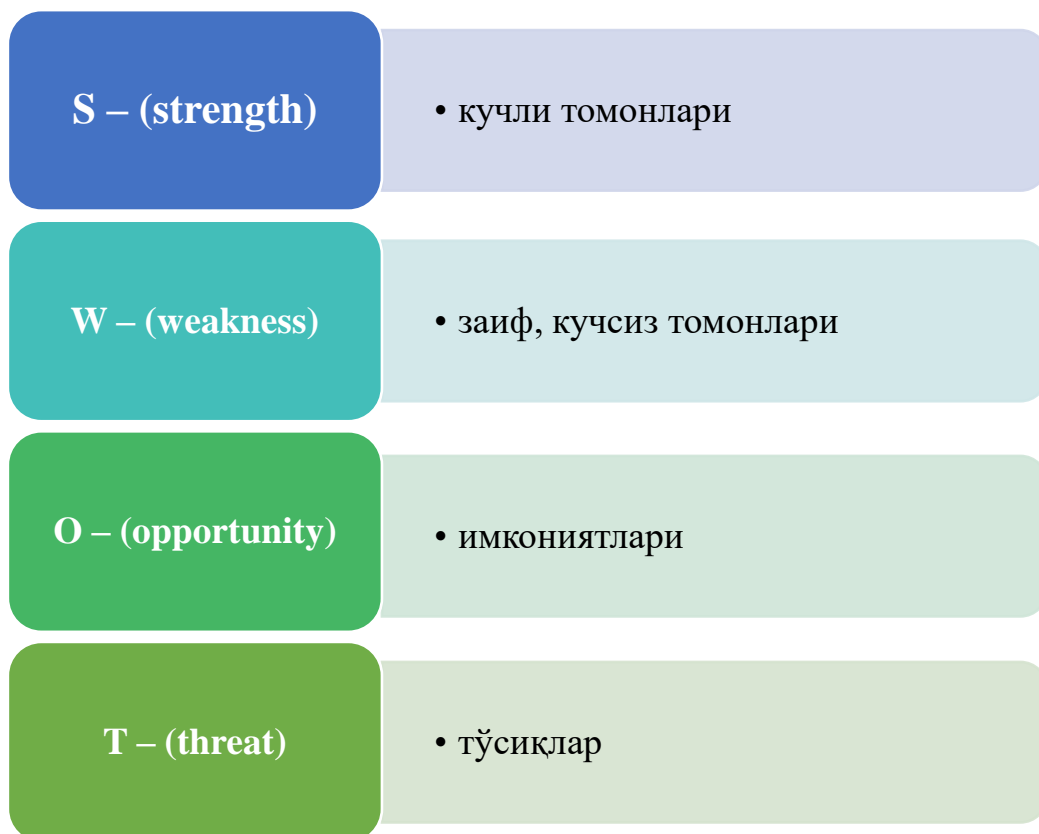 S – (strength)
• кучли томонлари
W – (weakness)
• заиф, кучсиз томонлари
O – (opportunity)
• имкониятлари
T – (threat)
• тўсиқлар